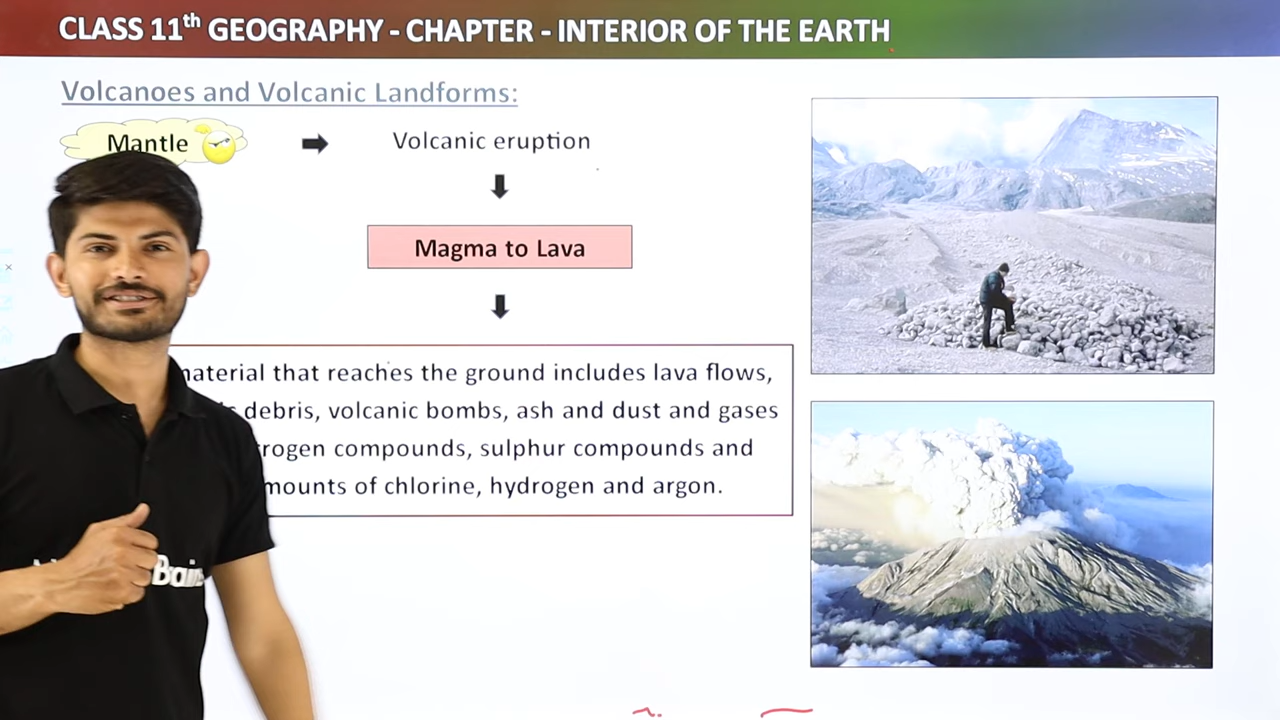 CLASS 11th GEOGRAPHY - CHAPTER - INTERIOR OF THE EARTH
Volcanoes and Volcanic Landforms:
Mantle
Volcanic eruption
Magma to Lava
material that reaches the ground includes lava flows,
debris, volcanic bombs, ash and dust and gases
compounds, sulphur compounds and
of chlorine, hydrogen and argon.